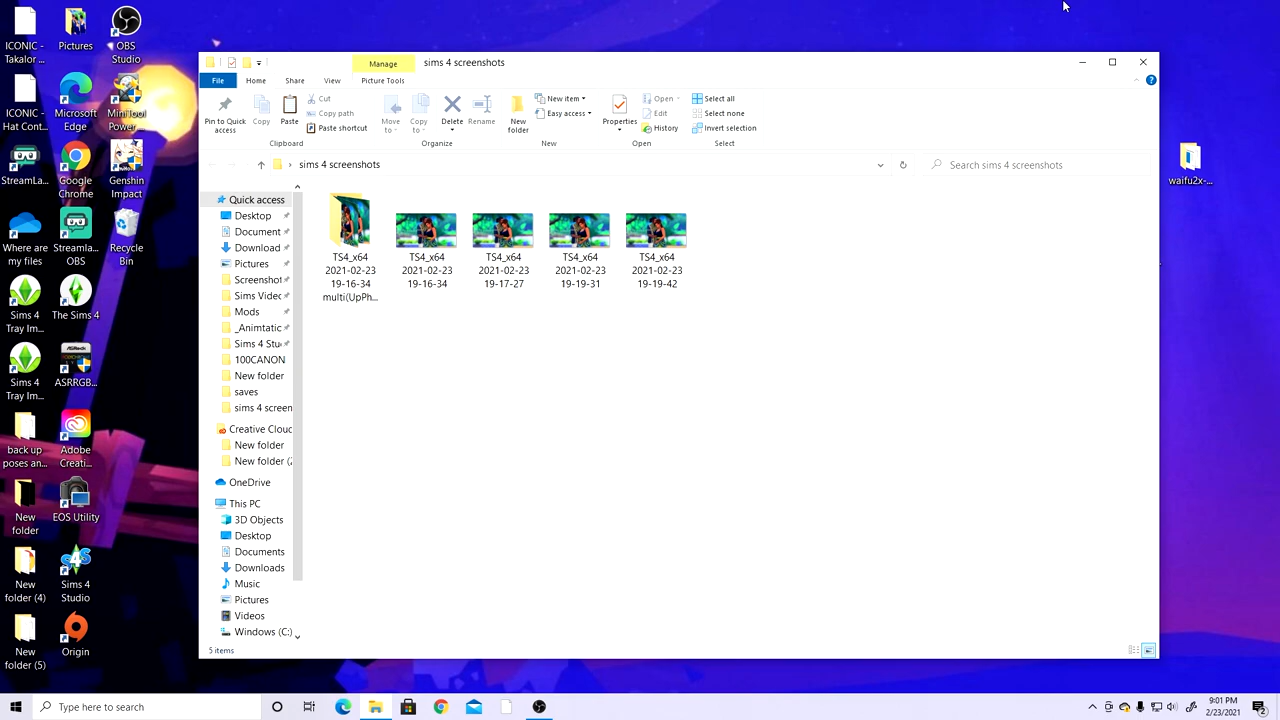 ICONIC -
Takalor ...
Pictures
OBS
Studio
ICONIC -
Hat Cont...
Microsoft
Edge
MiniTool
Power ...
StreamLa...
Google
Chrome
Genshin
Impact
Where are
my files
Streamla...
OBS
Recycle
Bin
Sims 4
Tray Im...
The Sims 4
Sims 4
Tray Im...
ASRRGB...
back up
poses an...
Adobe
Creati...
New
folder
EOS Utility
New
folder (4)
Sims 4
Studio
New
folder (5)
Origin
Manage
sims 4 screenshots
File
Home
Share
View
Picture Tools
Pin to Quick
access
Copy
Paste
Cut
Copy path
Paste shortcut
Clipboard
Move
to
Copy
to
Delete
Rename
Organize
New
folder
New item
Easy access
New
Properties
Open
Edit
History
Open
Select all
Select none
Invert selection
Select
sims 4 screenshots
Search sims 4 screenshots
Quick access
Desktop
Document
Download
Pictures
Screenshot
Sims Videc
Mods
_Animtatic
Sims 4 Stu
100CANON
New folder
saves
sims 4 screen
Creative Cloud
New folder
New folder (2
OneDrive
This PC
3D Objects
Desktop
Documents
Downloads
Music
Pictures
Videos
Windows (C:)
TS4_x64
2021-02-23
19-16-34
multi(UpPh...
TS4_x64
2021-02-23
19-16-34
TS4_x64
2021-02-23
19-17-27
TS4_x64
2021-02-23
19-19-31
TS4_x64
2021-02-23
19-19-42
5 items
waifu2x-...
Type here to search
9:01 PM
2/23/2021
2